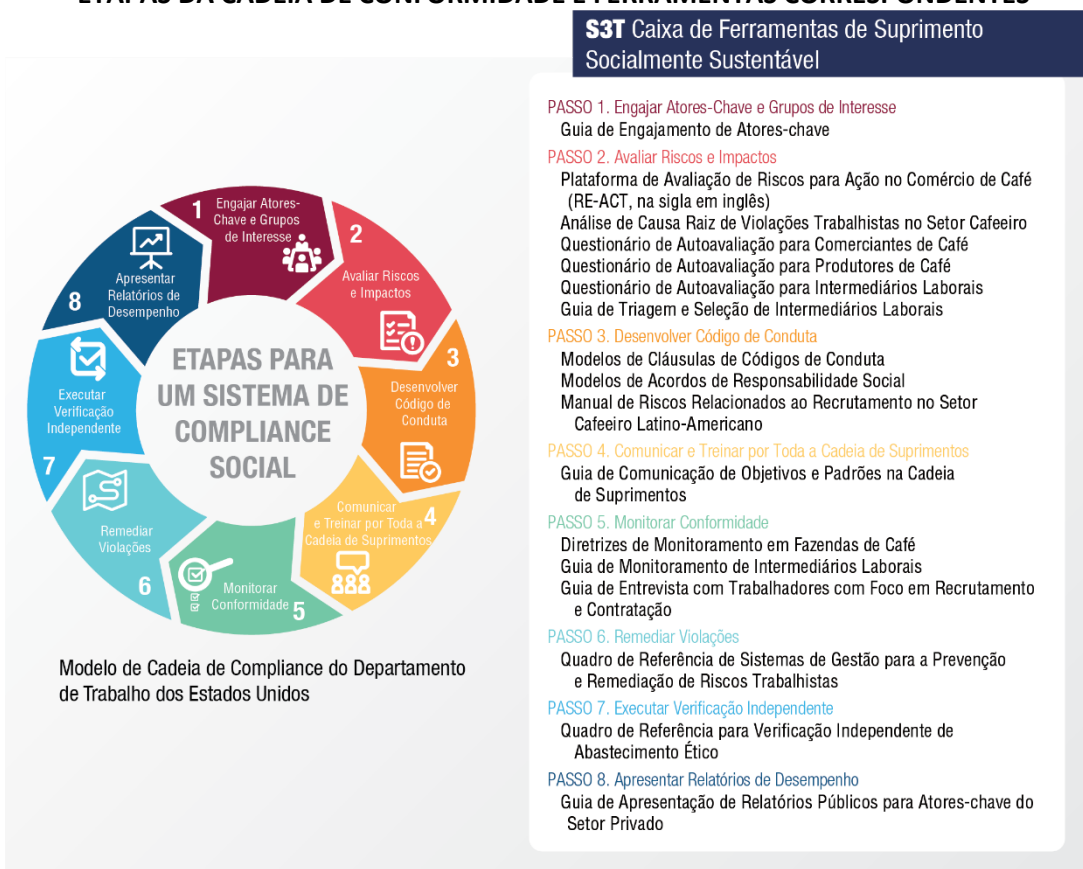 ETAPAS DA CADEIA DE CONFORMIDADE E FERRAMENTAS CORRESPONDENTES
S3T Caixa de Ferramentas de Suprimento
Socialmente Sustentável
1
Engajar Atores-
Chave e Grupos
de Interesse
2
Avaliar Riscos
e Impactos
3
Desenvolver
Código de
Conduta
4
Comunicar
e Treinar por Toda a
Cadeia de Suprimentos
5
Monitorar
Conformidade
6
Remediar
Violações
7
Executar
Verificação
Independente
8
Apresentar
Relatórios de
Desempenho
ETAPAS PARA
UM SISTEMA DE
COMPLIANCE
SOCIAL
Modelo de Cadeia de Compliance do Departamento
de Trabalho dos Estados Unidos
PASSO 1. Engajar Atores-Chave e Grupos de Interesse
Guia de Engajamento de Atores-chave
PASSO 2. Avaliar Riscos e Impactos
Plataforma de Avaliação de Riscos para Ação no Comércio de Café
(RE-ACT, na sigla em inglês)
Análise de Causa Raiz de Violações Trabalhistas no Setor Cafeeiro
Questionário de Autoavaliação para Comerciantes de Café
Questionário de Autoavaliação para Produtores de Café
Questionário de Autoavaliação para Intermediários Laborais
Guia de Triagem e Seleção de Intermediários Laborais
PASSO 3. Desenvolver Código de Conduta
Modelos de Cláusulas de Códigos de Conduta
Modelos de Acordos de Responsabilidade Social
Manual de Riscos Relacionados ao Recrutamento no Setor
Cafeeiro Latino-Americano
PASSO 4. Comunicar e Treinar por Toda a Cadeia de Suprimentos
Guia de Comunicação de Objetivos e Padrões na Cadeia
de Suprimentos
PASSO 5. Monitorar Conformidade
Diretrizes de Monitoramento em Fazendas de Café
Guia de Monitoramento de Intermediários Laborais
Guia de Entrevista com Trabalhadores com Foco em Recrutamento
e Contratação
PASSO 6. Remediar Violações
Quadro de Referência de Sistemas de Gestão para a Prevenção
e Remediação de Riscos Trabalhistas
PASSO 7. Executar Verificação Independente
Quadro de Referência para Verificação Independente de
Abastecimento Ético
PASSO 8. Apresentar Relatórios de Desempenho
Guia de Apresentação de Relatórios Públicos para Atores-chave do
Setor Privado